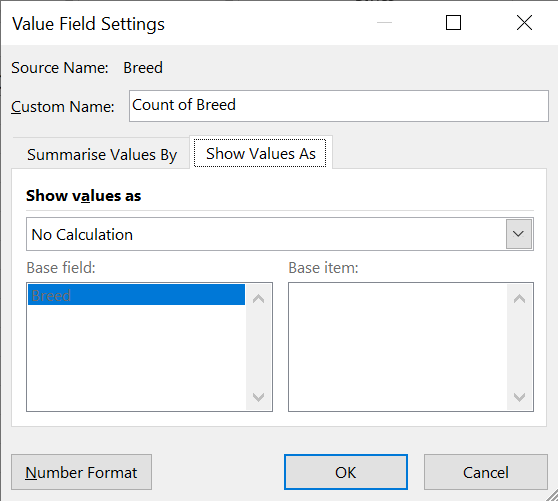 Value Field Settings
Source Name: Breed
Custom Name: Count of Breed
Summarise Values By Show Values As
Show values as
No Calculation
Base field: Base item:
Breed
Number Format OK Cancel